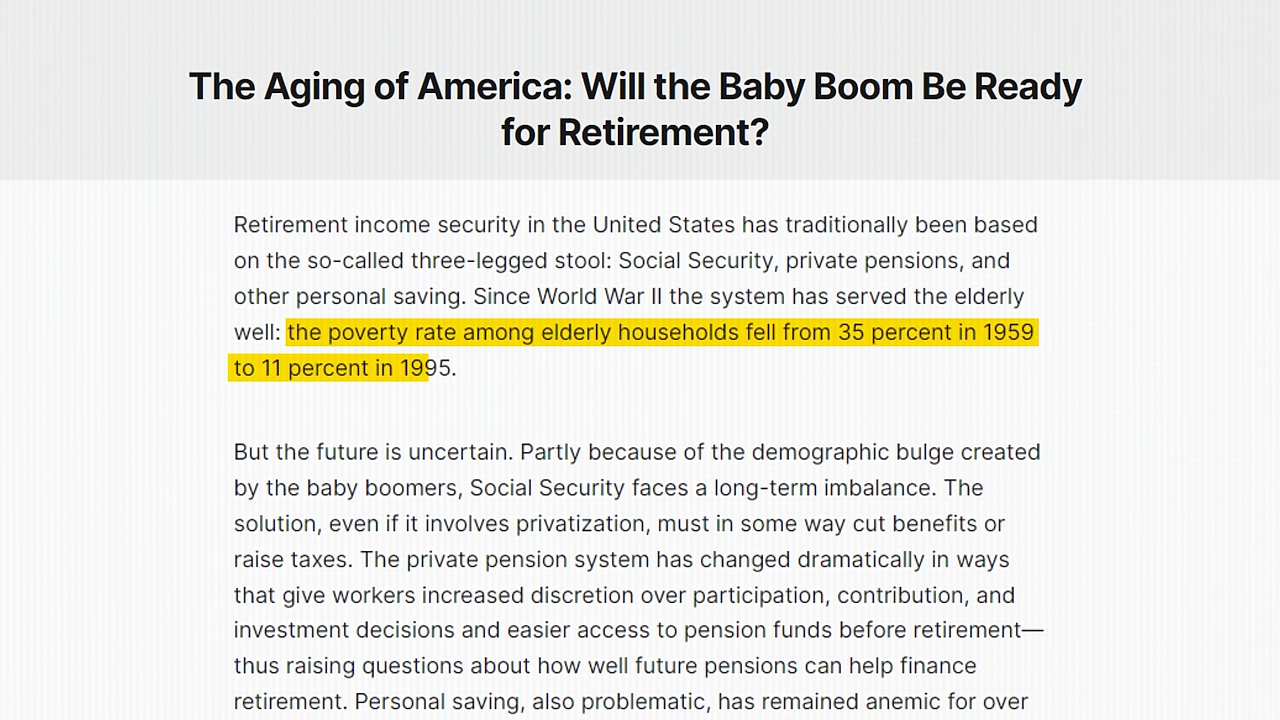 The Aging of America: Will the Baby Boom Be Ready
for Retirement?
Retirement income security in the United States has traditionally been based
on the so-called three-legged stool: Social Security, private pensions, and
other personal saving. Since World War II the system has served the elderly
well: the poverty rate among elderly households fell from 35 percent in 1959
to 11 percent in 1995.
But the future is uncertain. Partly because of the demographic bulge created
by the baby boomers, Social Security faces a long-term imbalance. The
solution, even if it involves privatization, must in some way cut benefits or
raise taxes. The private pension system has changed dramatically in ways
that give workers increased discretion over participation, contribution, and
investment decisions and easier access to pension funds before retirement—
thus raising questions about how well future pensions can help finance
retirement. Personal saving, also problematic, has remained anemic for over